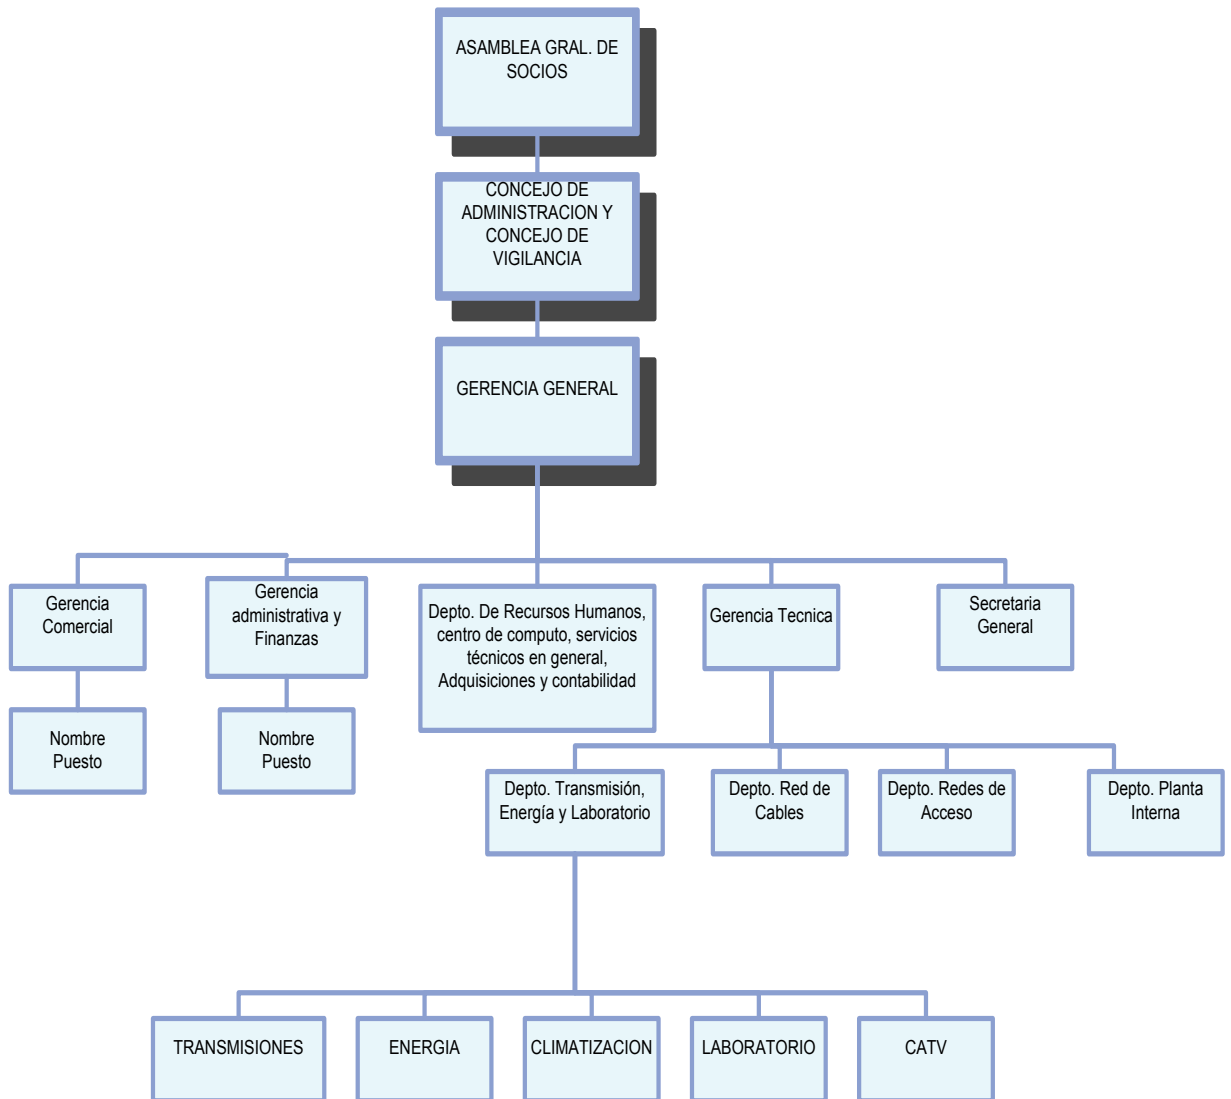 ASAMBLEA GRAL. DE
SOCIOS
CONCEJO DE
ADMINISTRACION Y
CONCEJO DE
VIGILANCIA
GERENCIA GENERAL
Gerencia
Comercial
Gerencia
administrativa y
Finanzas
Depto. De Recursos Humanos,
centro de computo, servicios
técnicos en general,
Adquisiciones y contabilidad
Gerencia Tecnica
Secretaria
General
Nombre
Puesto
Nombre
Puesto
Depto. Transmisión,
Energía y Laboratorio
Depto. Red de
Cables
Depto. Redes de
Acceso
Depto. Planta
Interna
TRANSMISIONES
ENERGIA
CLIMATIZACION
LABORATORIO
CATV